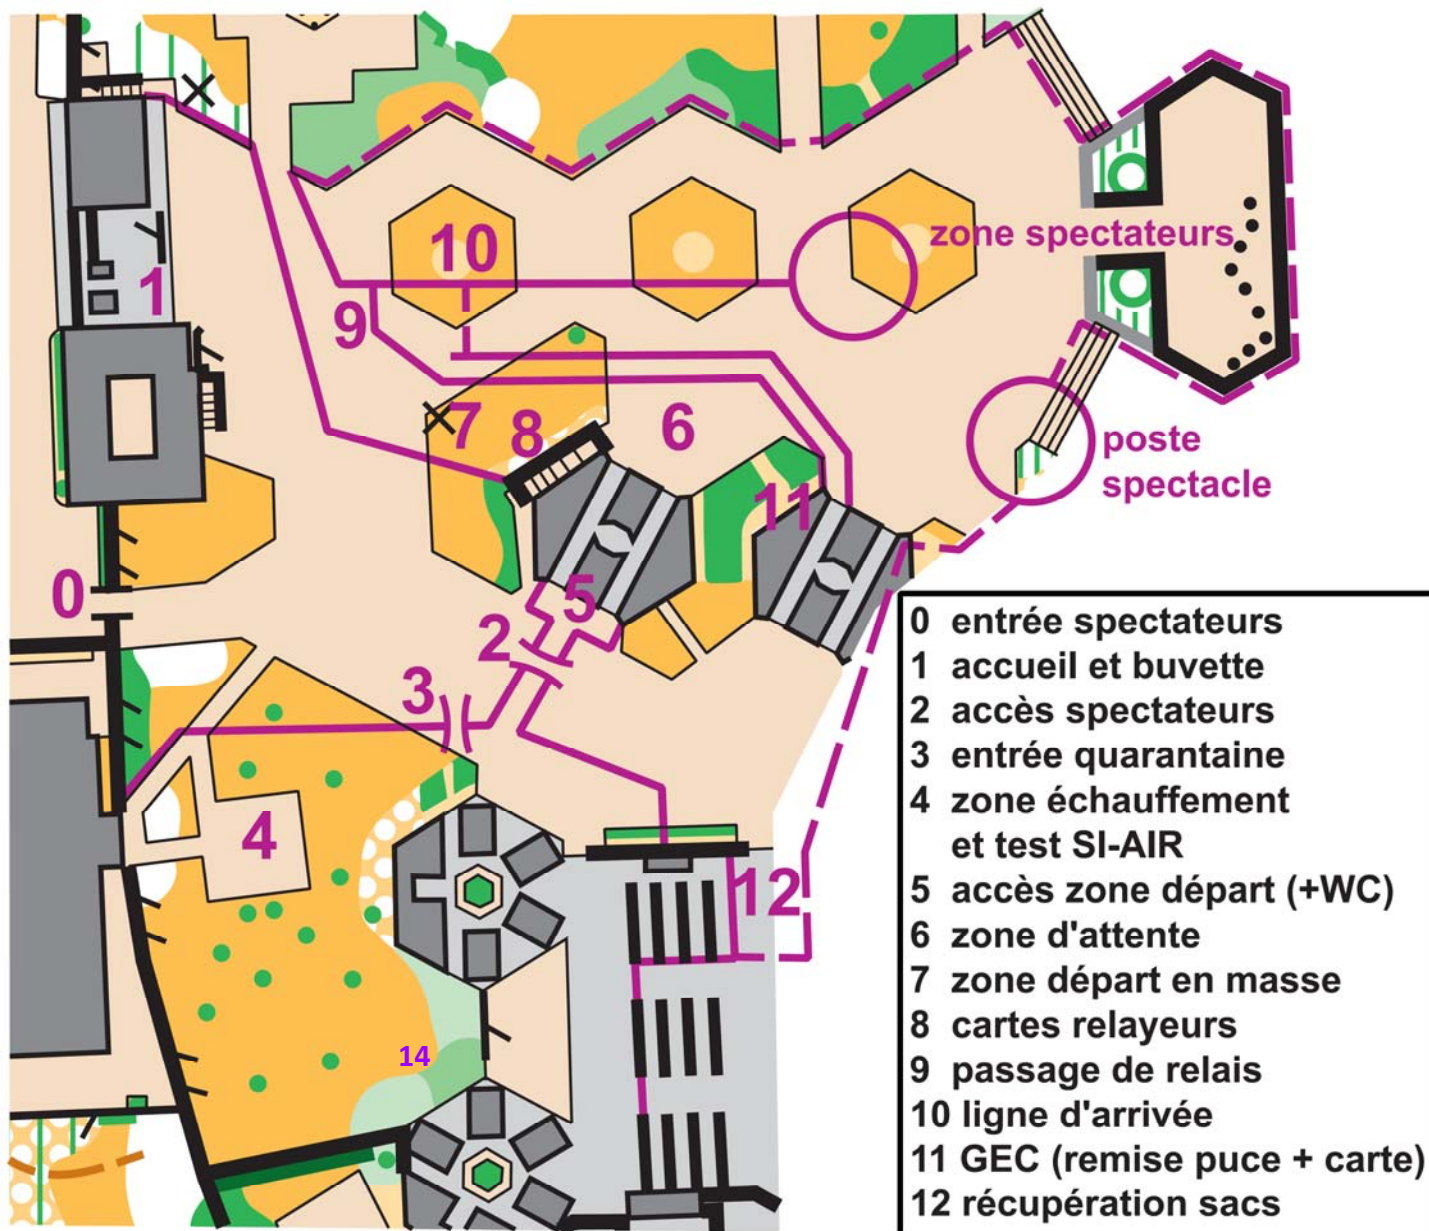 10
zone spectateurs
1
9
7
8
6
poste
spectacle
11
0
5
2
3
4
12
14
0 entrée spectateurs
1 accueil et buvette
2 accès spectateurs
3 entrée quarantaine
4 zone échauffement
et test SI-AIR
5 accès zone départ (+WC)
6 zone d'attente
7 zone départ en masse
8 cartes relayeurs
9 passage de relais
10 ligne d'arrivée
11 GEC (remise puce + carte)
12 récupération sacs